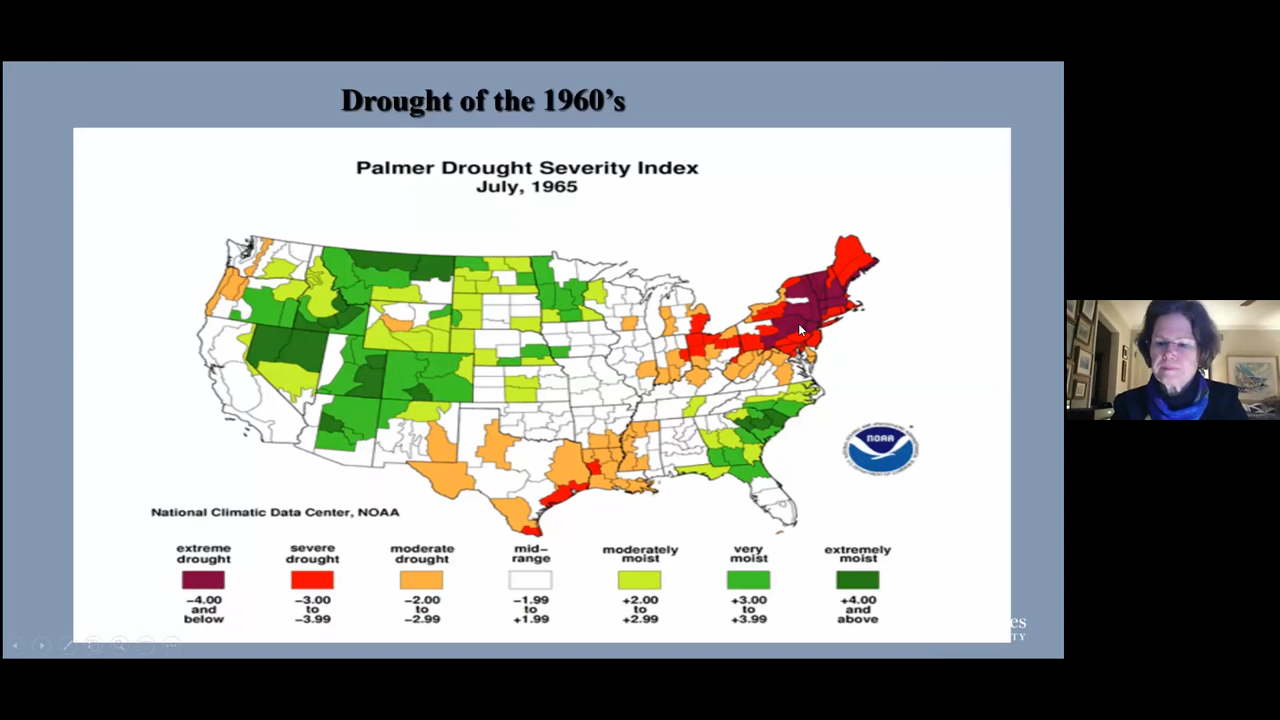 Drought of the 1960's
Palmer Drought Severity Index
July, 1965
NOAA
National Climatic Data Center, NOAA
extreme drought
severe drought
moderate drought
mid-range
moderately moist
very moist
extremely moist
-4.00 and below
-3.00 to -3.99
-2.00 to -2.99
-1.99 to +1.99
+2.00 to +2.99
+3.00 to +3.99
+4.00 and above